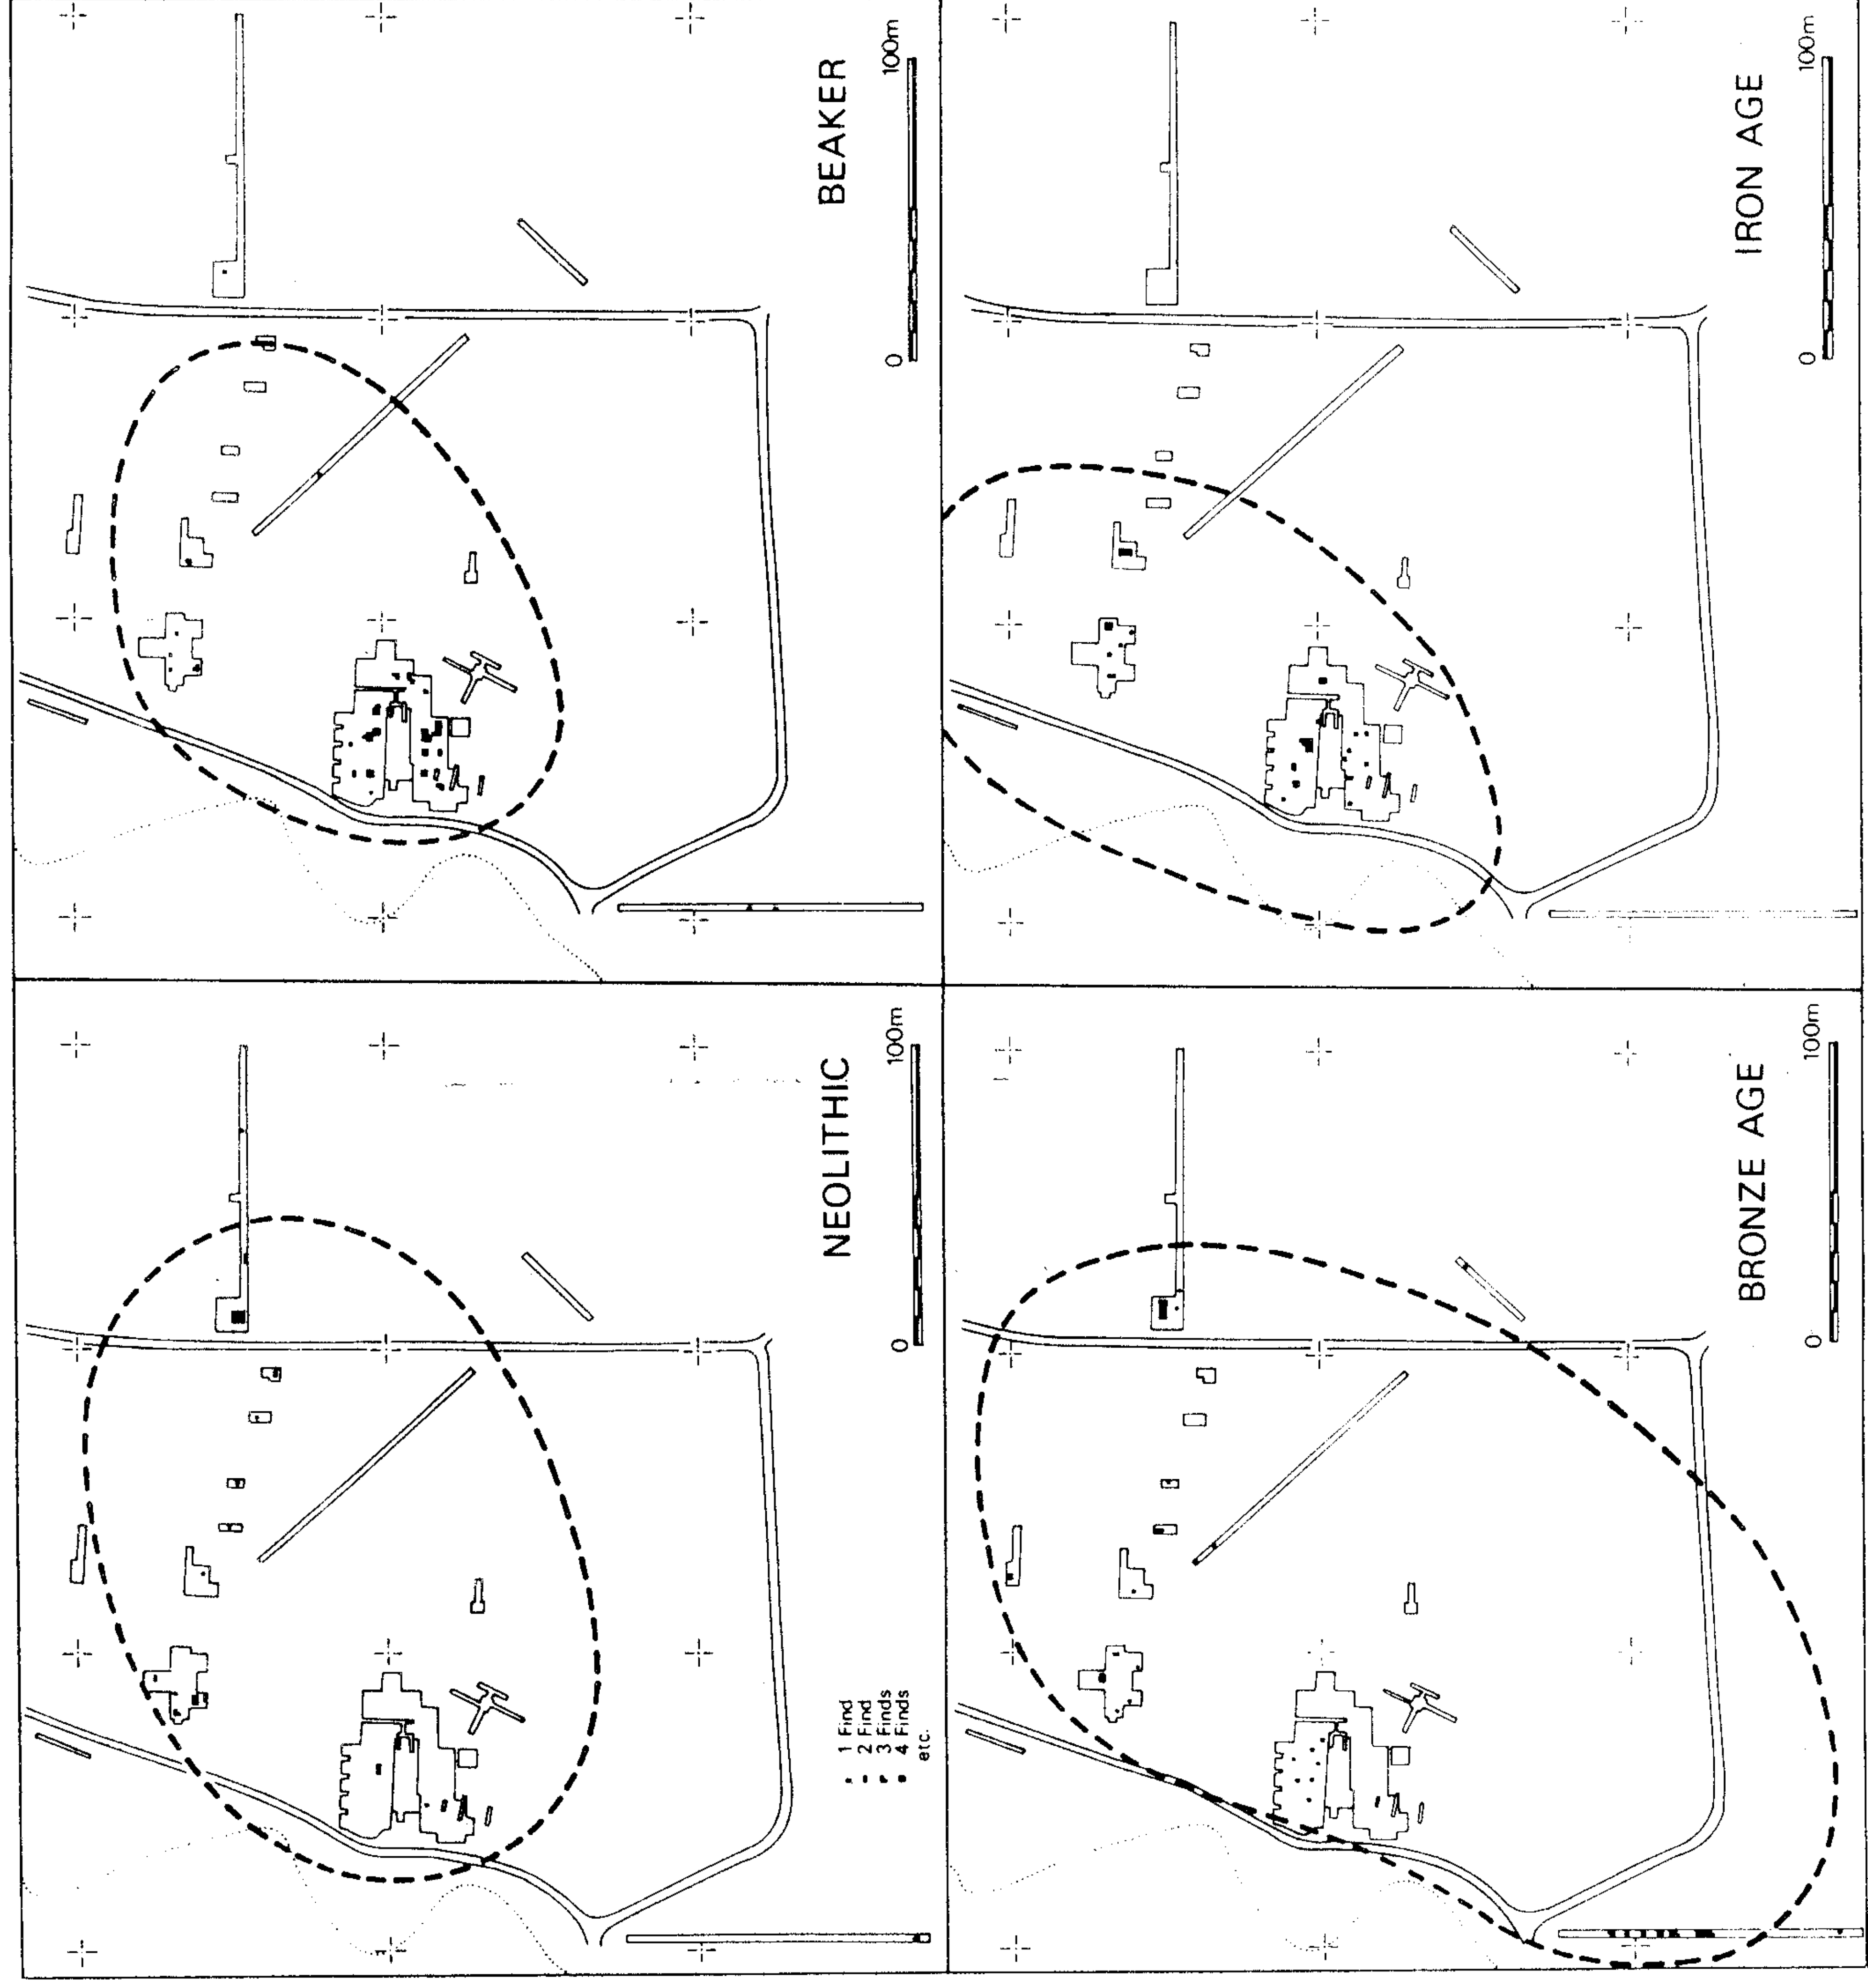 NEOLITHIC
0 100m
1 Find
2 Find
3 Finds
4 Finds
etc.
BEAKER
0 100m
BRONZE AGE
0 100m
IRON AGE
0 100m